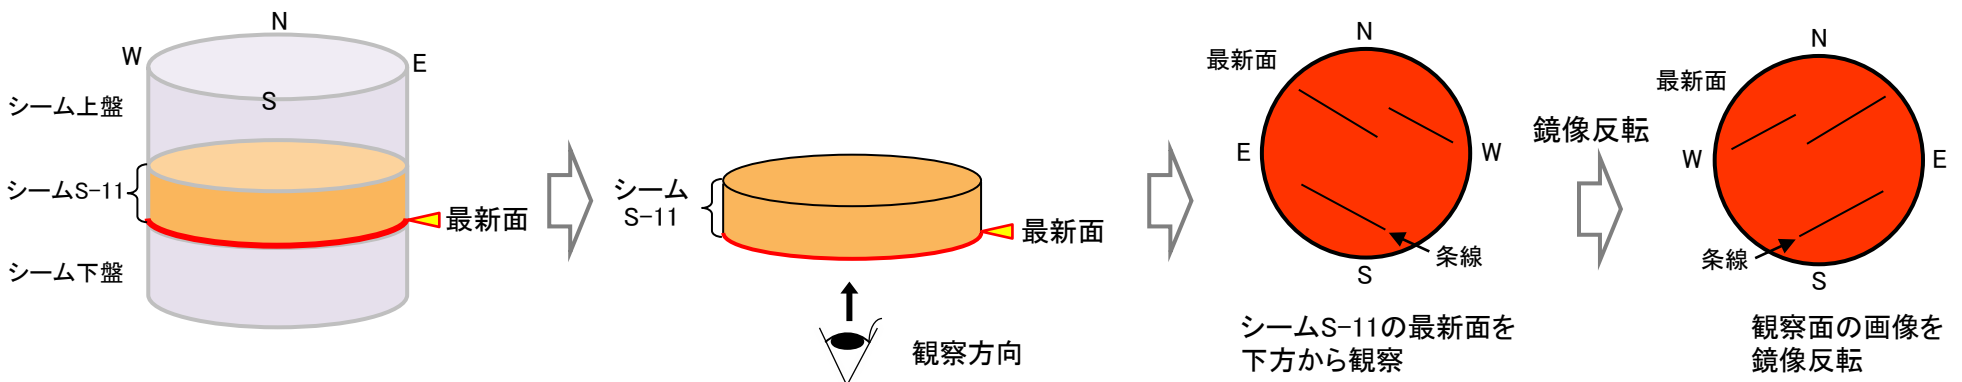 N
W
E
S
シーム上盤
シームS-11
最新面
シーム下盤
シーム
S-11
最新面
観察方向
N
最新面
E
W
条線
S
シームS-11の最新面を
下方から観察
鏡像反転
N
最新面
W
E
条線
S
観察面の画像を
鏡像反転